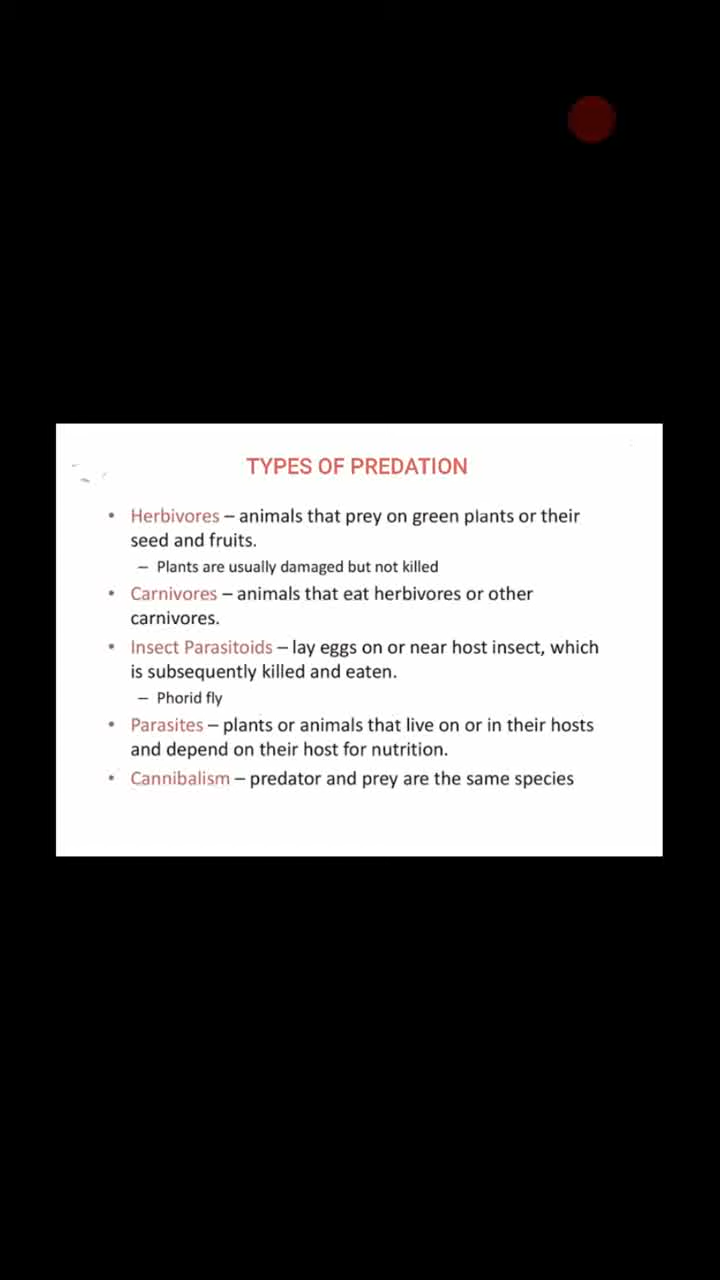 TYPES OF PREDATION
• Herbivores – animals that prey on green plants or their
seed and fruits.
– Plants are usually damaged but not killed
• Carnivores – animals that eat herbivores or other
carnivores.
• Insect Parasitoids – lay eggs on or near host insect, which
is subsequently killed and eaten.
– Phorid fly
• Parasites – plants or animals that live on or in their hosts
and depend on their host for nutrition.
• Cannibalism – predator and prey are the same species